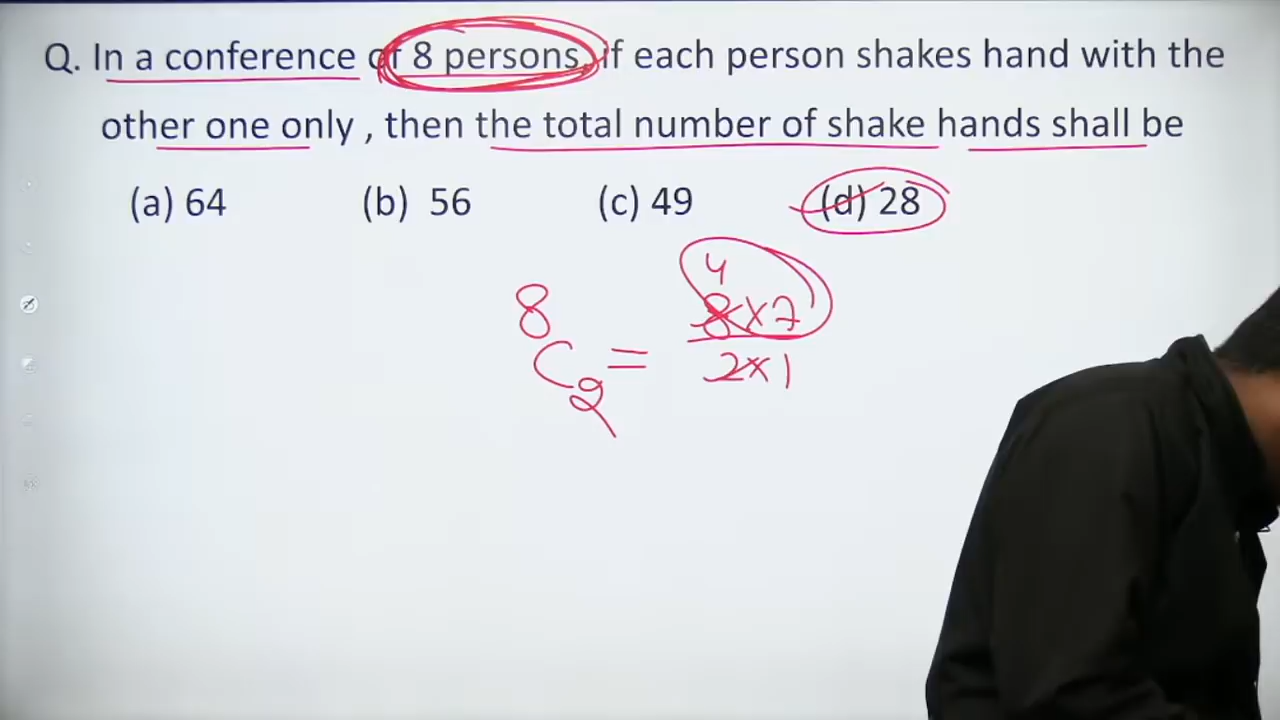 Q. In a conference of 8 persons, if each person shakes hand with the
other one only , then the total number of shake hands shall be
(a) 64 (b) 56 (c) 49 (d) 28
4
8 8×7
C2 = 2×1